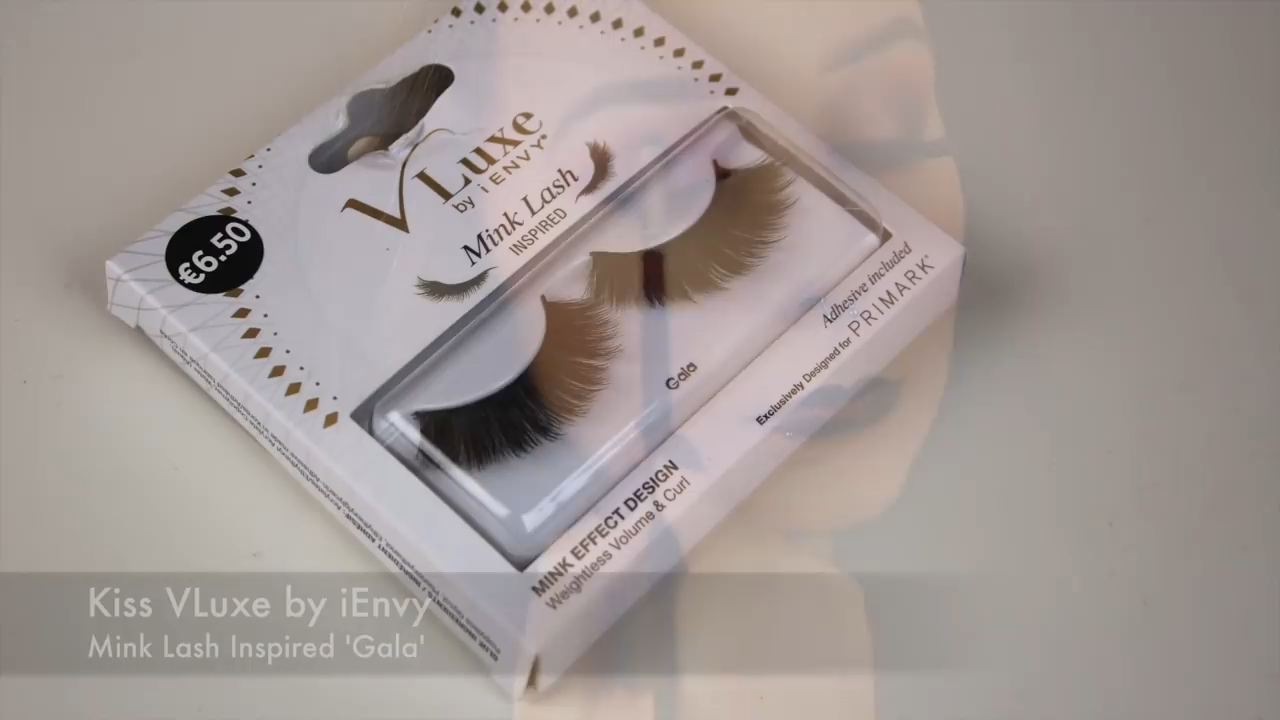 VLuxe
by iENVY
Mink Lash
INSPIRED
€6.50
Gala
Adhesive included
Exclusively Designed for PRIMARK
MINK EFFECT DESIGN
Weightless Volume & Curl
Kiss VLuxe by iEnvy
Mink Lash Inspired 'Gala'